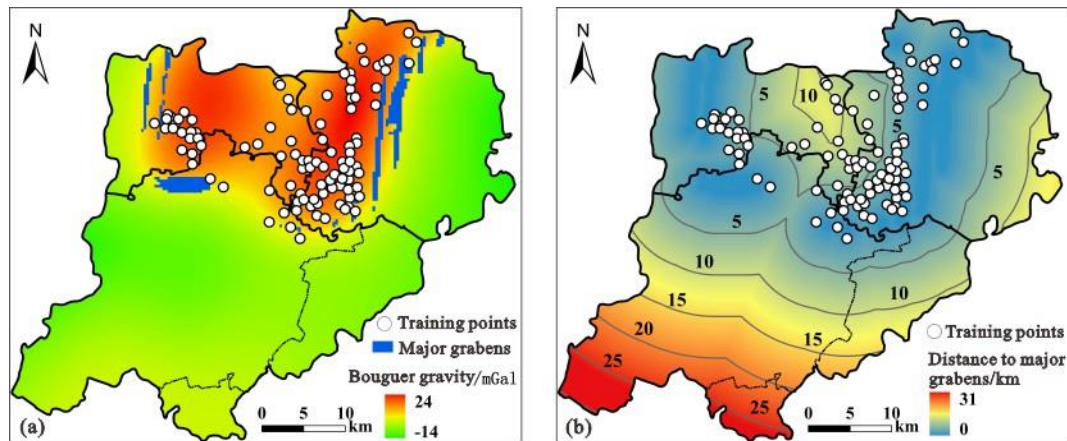 N
Training points
Major grabens
Bouguer gravity/mGal
24
-14
0 5 10
km
(a)
N
5
10
5
5
5
10
10
15
15
20
25
25
Training points
Distance to major
grabens/km
31
0
0 5 10
km
(b)